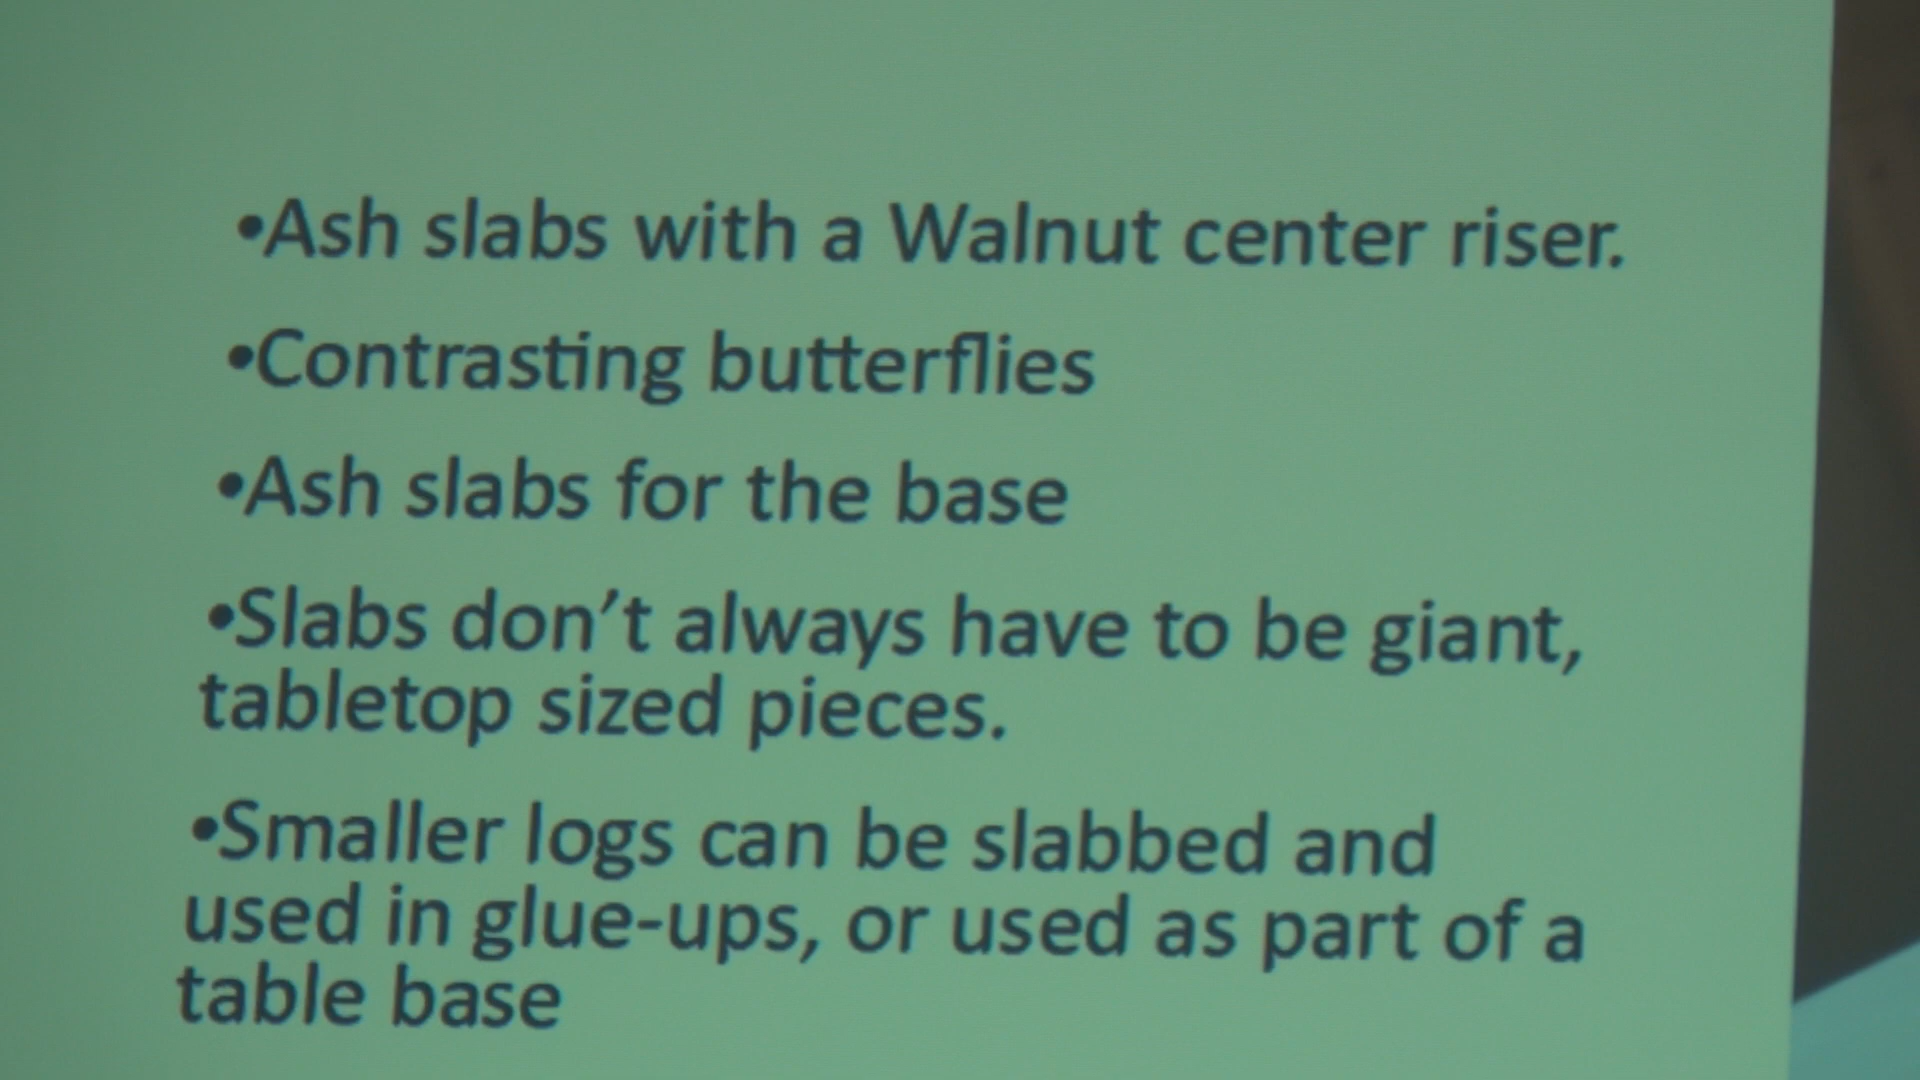 •Ash slabs with a Walnut center riser.
•Contrasting butterflies
•Ash slabs for the base
•Slabs don’t always have to be giant,
tabletop sized pieces.
•Smaller logs can be slabbed and
used in glue-ups, or used as part of a
table base